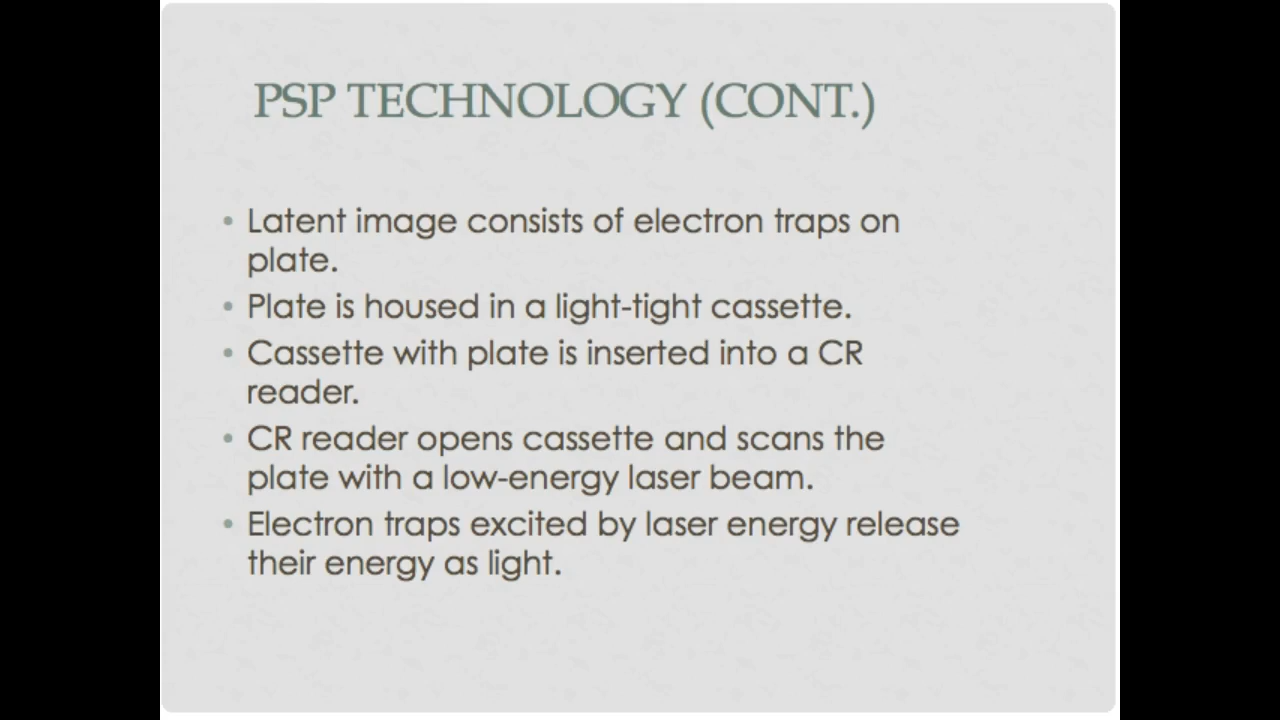 PSP TECHNOLOGY (CONT.)
• Latent image consists of electron traps on
plate.
• Plate is housed in a light-tight cassette.
• Cassette with plate is inserted into a CR
reader.
• CR reader opens cassette and scans the
plate with a low-energy laser beam.
• Electron traps excited by laser energy release
their energy as light.